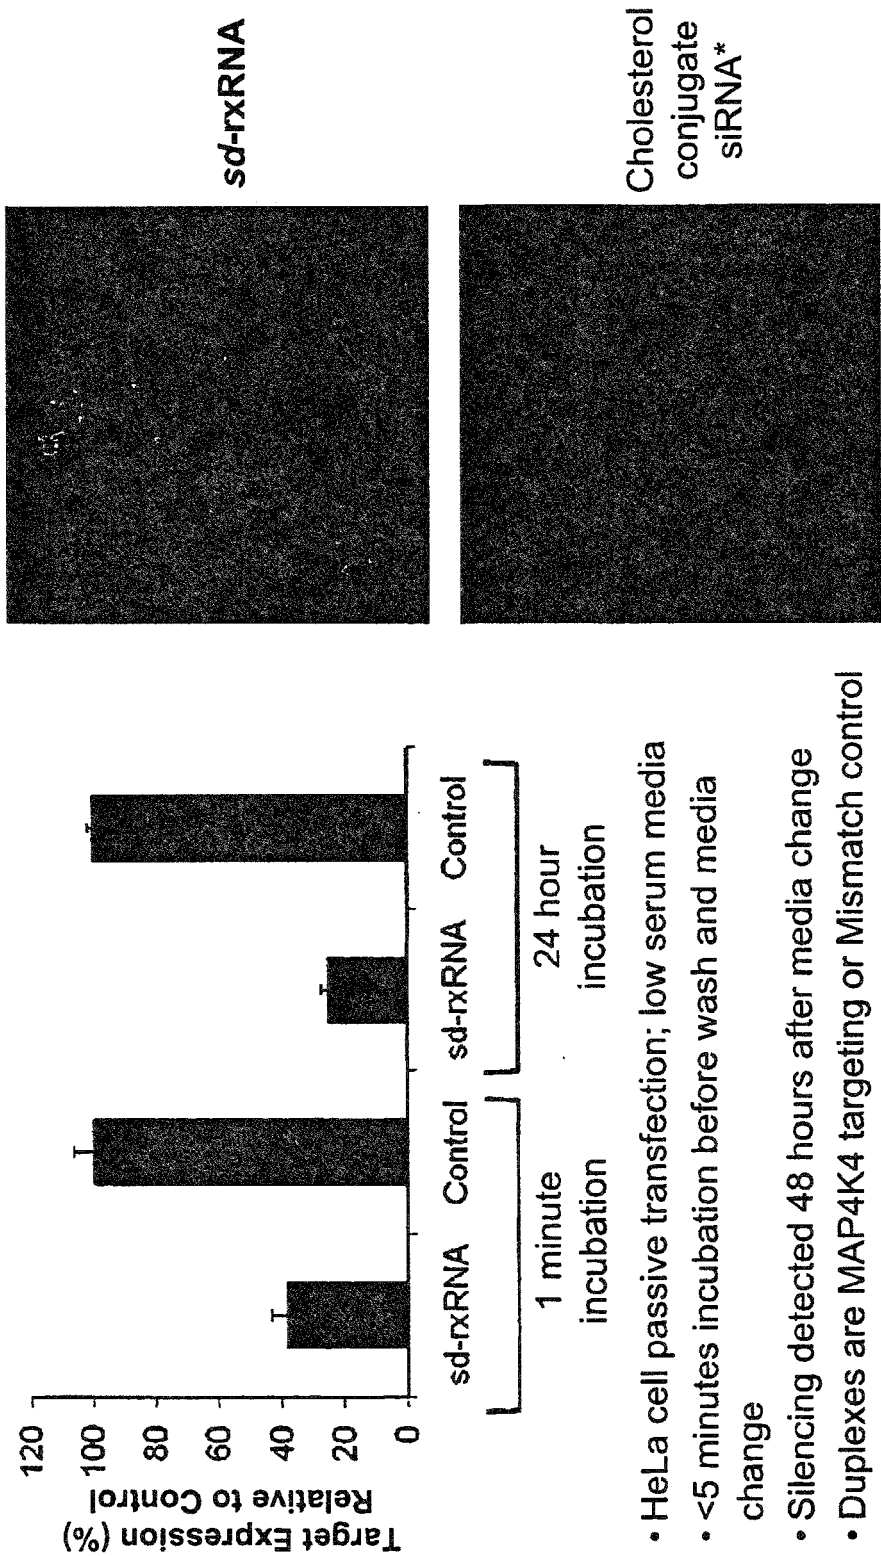 Target Expression (%)
Relative to Control
120
100
80
60
40
20
0
sd-rxRNA Control sd-rxRNA Control
1 minute
incubation
24 hour
incubation
sd-rxRNA
Cholesterol
conjugate
siRNA*
• HeLa cell passive transfection; low serum media
• <5 minutes incubation before wash and media
change
• Silencing detected 48 hours after media change
• Duplexes are MAP4K4 targeting or Mismatch control